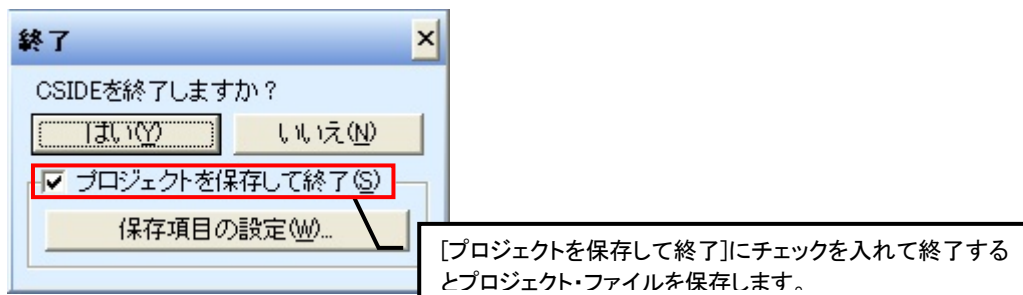 終了
CSIDEを終了しますか？
はい(Y) いいえ(N)
プロジェクトを保存して終了(S)
保存項目の設定(W)...
[プロジェクトを保存して終了]にチェックを入れて終了する
とプロジェクト・ファイルを保存します。